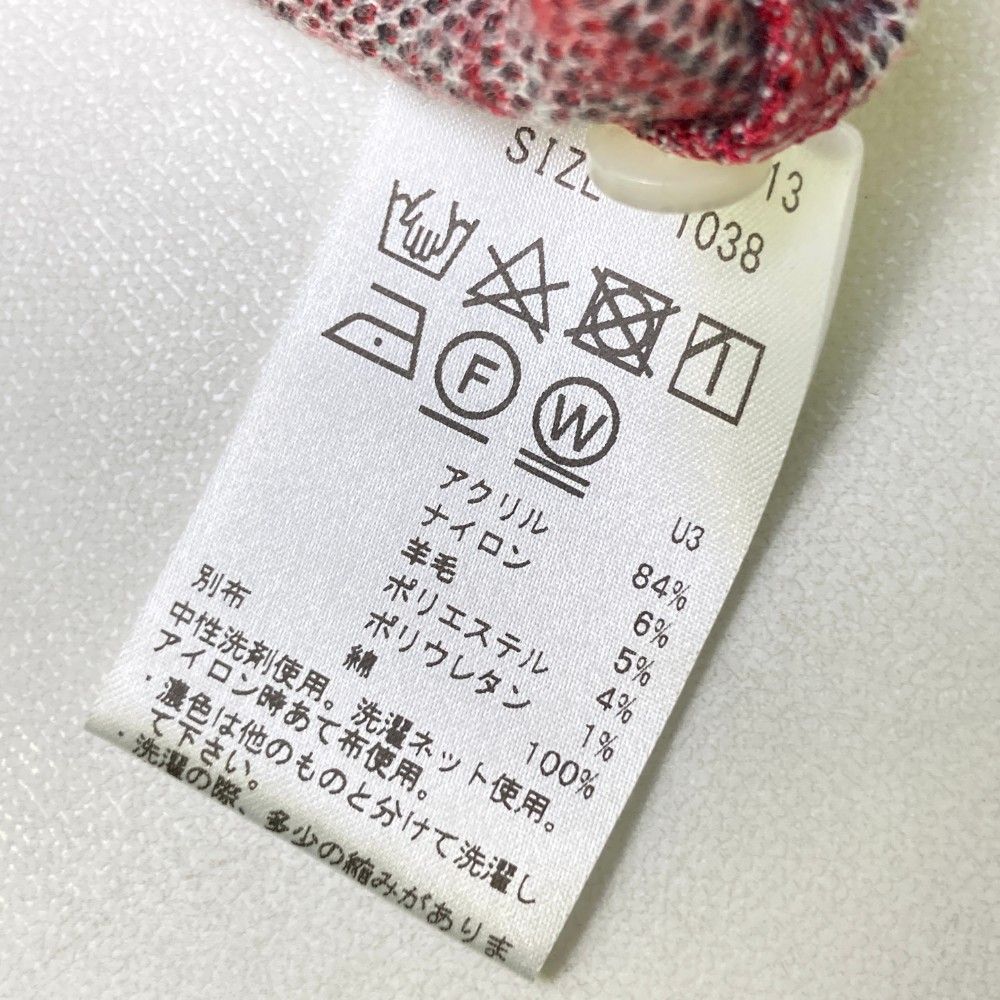 SIZE 13
1038
F
W
U3
アクリル 84%
ナイロン 6%
羊毛 5%
ポリエステル 4%
ポリウレタン 1%
別布 綿 100%
中性洗剤使用。洗濯ネット使用。
アイロン時あて布使用。
・濃色は他のものと分けて洗濯し
て下さい。
・洗濯の際、多少の縮みがありま